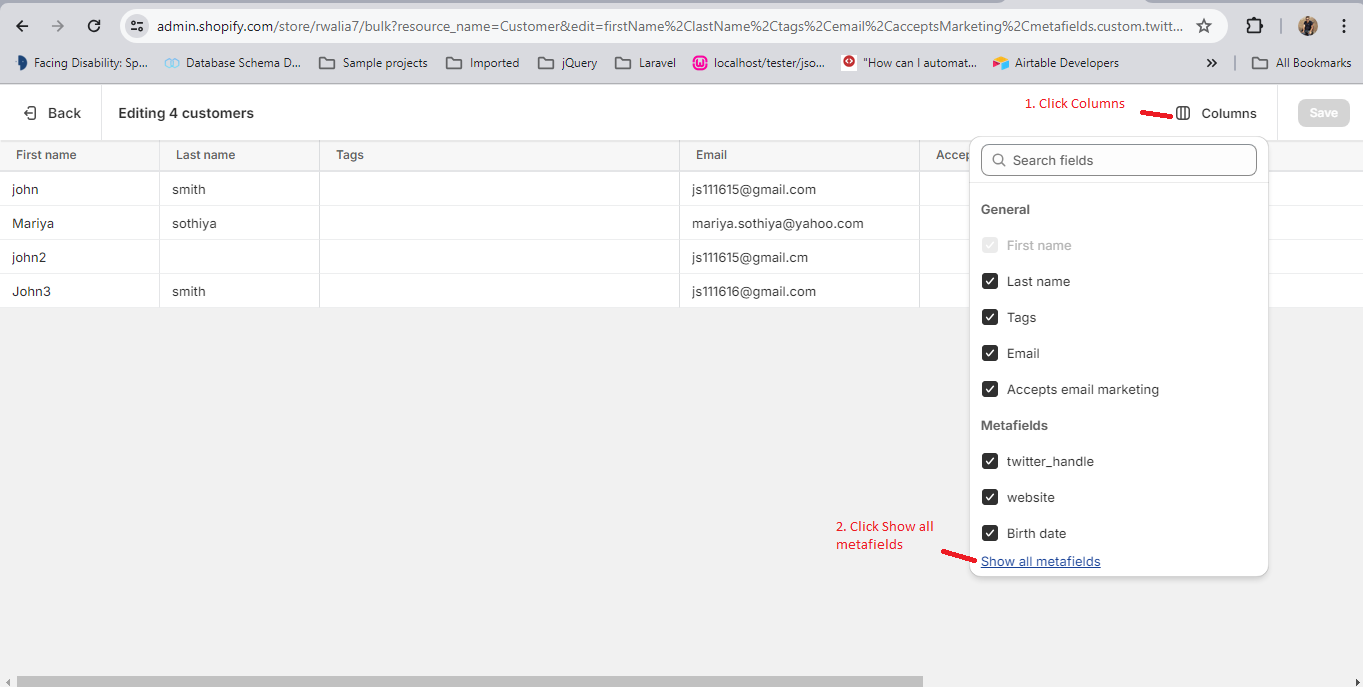 admin.shopify.com/store/rwalia7/bulk?resource_name=Customer&edit=firstName%2ClastName%2Ctags%2Cemail%2CacceptsMarketing%2Cmetafields.custom.twitt...
Facing Disability: Sp... Database Schema D... Sample projects Imported jQuery Laravel localhost/tester/jso... "How can I automat... Airtable Developers » All Bookmarks
Back Editing 4 customers 1. Click Columns Columns Save
First name Last name Tags Email Accep
john smith js111615@gmail.com
Mariya sothiya mariya.sothiya@yahoo.com
john2 js111615@gmail.cm
John3 smith js111616@gmail.com
Search fields
General
First name
Last name
Tags
Email
Accepts email marketing
Metafields
twitter_handle
website
Birth date
Show all metafields
2. Click Show all
metafields